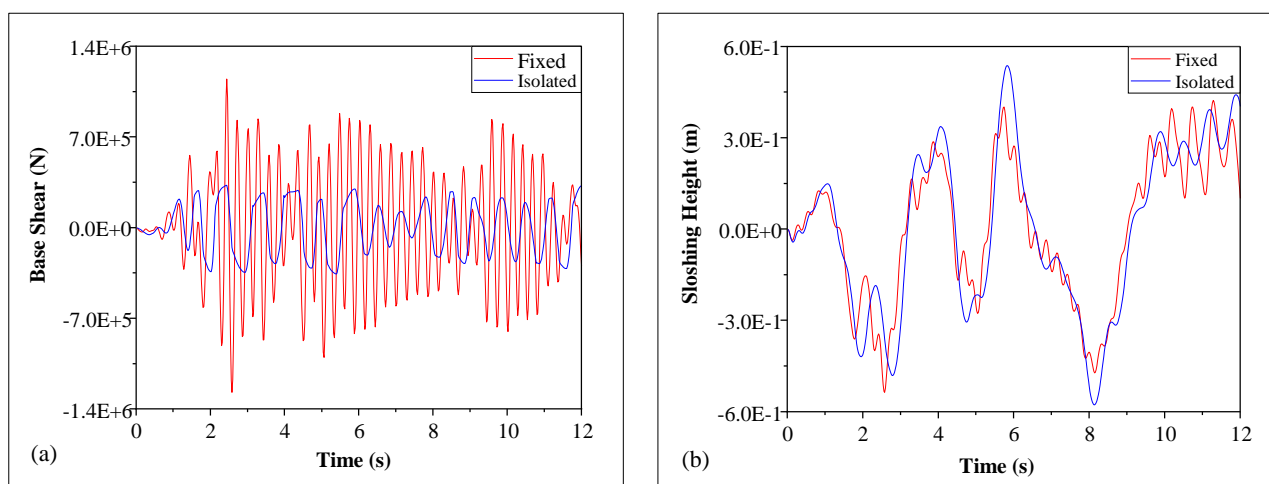 1.4E+6
7.0E+5
0.0E+0
-7.0E+5
-1.4E+6
Base Shear (N)
Fixed
Isolated
0 2 4 6 8 10 12
Time (s)
(a)
6.0E-1
3.0E-1
0.0E+0
-3.0E-1
-6.0E-1
Sloshing Height (m)
Fixed
Isolated
0 2 4 6 8 10 12
Time (s)
(b)